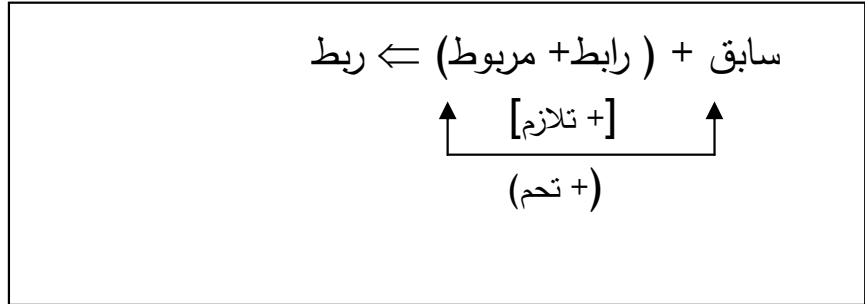 سابق + ( رابط+ مربوط) ⇐ ربط
[+ تلازم]
(+ تحم)